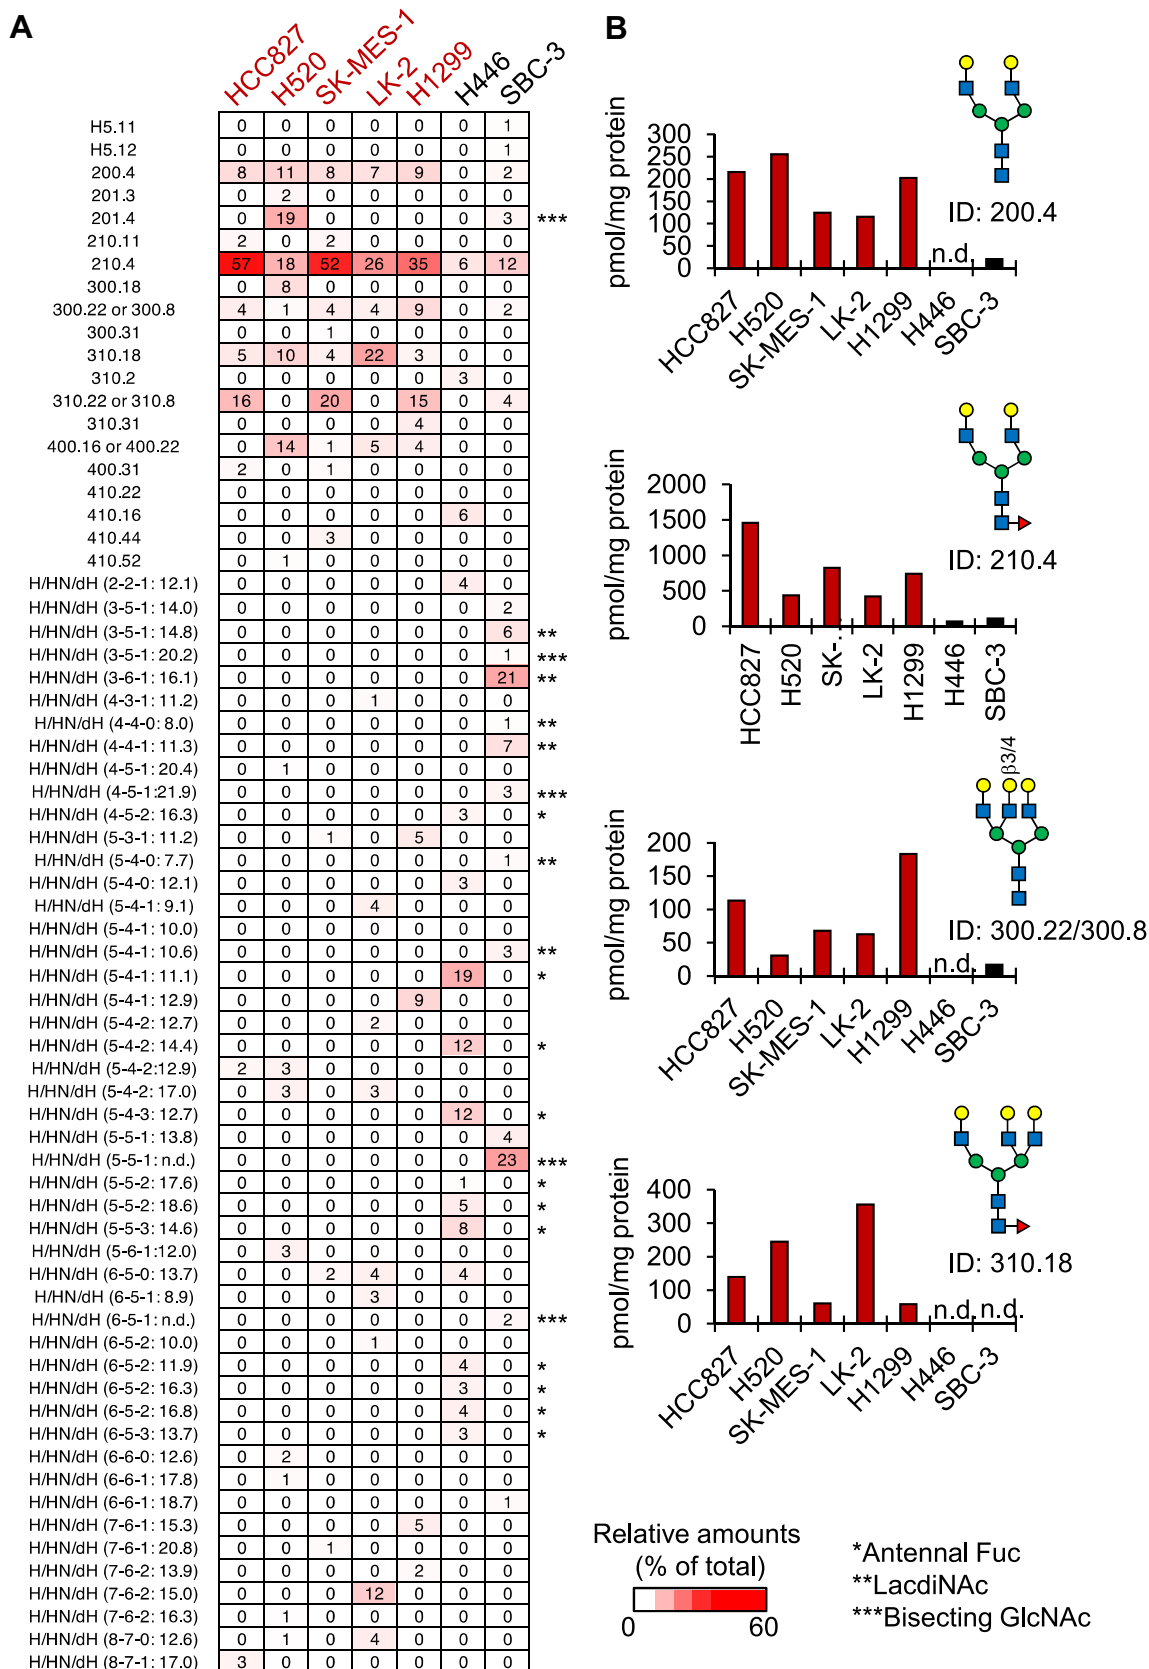 A
HCC827 H520 SK-MES-1 LK-2 H1299 H446 SBC-3
H5.11 0 0 0 0 0 0 1
H5.12 0 0 0 0 0 0 1
200.4 8 11 8 7 9 0 2
201.3 0 2 0 0 0 0 0
201.4 0 19 0 0 0 0 3 ***
210.11 2 0 2 0 0 0 0
210.4 57 18 52 26 35 6 12
300.18 0 8 0 0 0 0 0
300.22 or 300.8 4 1 4 4 9 0 2
300.31 0 0 1 0 0 0 0
310.18 5 10 4 22 3 0 0
310.2 0 0 0 0 0 3 0
310.22 or 310.8 16 0 20 0 15 0 4
310.31 0 0 0 0 4 0 0
400.16 or 400.22 0 14 1 5 4 0 0
400.31 2 0 1 0 0 0 0
410.22 0 0 0 0 0 0 0
410.16 0 0 0 0 0 6 0
410.44 0 0 3 0 0 0 0
410.52 0 1 0 0 0 0 0
H/HN/dH (2-2-1: 12.1) 0 0 0 0 0 4 0
H/HN/dH (3-5-1: 14.0) 0 0 0 0 0 0 2
H/HN/dH (3-5-1: 14.8) 0 0 0 0 0 0 6 **
H/HN/dH (3-5-1: 20.2) 0 0 0 0 0 0 1 ***
H/HN/dH (3-6-1: 16.1) 0 0 0 0 0 0 21 **
H/HN/dH (4-3-1: 11.2) 0 0 0 1 0 0 0
H/HN/dH (4-4-0: 8.0) 0 0 0 0 0 0 1 **
H/HN/dH (4-4-1: 11.3) 0 0 0 0 0 0 7 **
H/HN/dH (4-5-1: 20.4) 0 1 0 0 0 0 0
H/HN/dH (4-5-1:21.9) 0 0 0 0 0 0 3 ***
H/HN/dH (4-5-2: 16.3) 0 0 0 0 0 3 0 *
H/HN/dH (5-3-1: 11.2) 0 0 1 0 5 0 0
H/HN/dH (5-4-0: 7.7) 0 0 0 0 0 0 1 **
H/HN/dH (5-4-0: 12.1) 0 0 0 0 0 3 0
H/HN/dH (5-4-1: 9.1) 0 0 0 4 0 0 0
H/HN/dH (5-4-1: 10.0) 0 0 0 0 0 0 0
H/HN/dH (5-4-1: 10.6) 0 0 0 0 0 0 3 **
H/HN/dH (5-4-1: 11.1) 0 0 0 0 0 19 0 *
H/HN/dH (5-4-1: 12.9) 0 0 0 0 9 0 0
H/HN/dH (5-4-2: 12.7) 0 0 0 2 0 0 0
H/HN/dH (5-4-2: 14.4) 0 0 0 0 0 12 0 *
H/HN/dH (5-4-2:12.9) 2 3 0 0 0 0 0
H/HN/dH (5-4-2: 17.0) 0 3 0 3 0 0 0
H/HN/dH (5-4-3: 12.7) 0 0 0 0 0 12 0 *
H/HN/dH (5-5-1: 13.8) 0 0 0 0 0 0 4
H/HN/dH (5-5-1: n.d.) 0 0 0 0 0 0 23 ***
H/HN/dH (5-5-2: 17.6) 0 0 0 0 0 1 0 *
H/HN/dH (5-5-2: 18.6) 0 0 0 0 0 5 0 *
H/HN/dH (5-5-3: 14.6) 0 0 0 0 0 8 0 *
H/HN/dH (5-6-1:12.0) 0 3 0 0 0 0 0
H/HN/dH (6-5-0: 13.7) 0 0 2 4 0 4 0
H/HN/dH (6-5-1: 8.9) 0 0 0 3 0 0 0
H/HN/dH (6-5-1: n.d.) 0 0 0 0 0 0 2 ***
H/HN/dH (6-5-2: 10.0) 0 0 0 1 0 0 0
H/HN/dH (6-5-2: 11.9) 0 0 0 0 0 4 0 *
H/HN/dH (6-5-2: 16.3) 0 0 0 0 0 3 0 *
H/HN/dH (6-5-2: 16.8) 0 0 0 0 0 4 0 *
H/HN/dH (6-5-3: 13.7) 0 0 0 0 0 3 0 *
H/HN/dH (6-6-0: 12.6) 0 2 0 0 0 0 0
H/HN/dH (6-6-1: 17.8) 0 1 0 0 0 0 0
H/HN/dH (6-6-1: 18.7) 0 0 0 0 0 0 1
H/HN/dH (7-6-1: 15.3) 0 0 0 0 5 0 0
H/HN/dH (7-6-1: 20.8) 0 0 1 0 0 0 0
H/HN/dH (7-6-2: 13.9) 0 0 0 0 2 0 0
H/HN/dH (7-6-2: 15.0) 0 0 0 12 0 0 0
H/HN/dH (7-6-2: 16.3) 0 1 0 0 0 0 0
H/HN/dH (8-7-0: 12.6) 0 1 0 4 0 0 0
H/HN/dH (8-7-1: 17.0) 3 0 0 0 0 0 0
B
pmol/mg protein
300
250
200
150
100
50
0
n.d.
ID: 200.4
HCC827 H520 SK-MES-1 LK-2 H1299 H446 SBC-3
pmol/mg protein
2000
1500
1000
500
0
ID: 210.4
HCC827 H520 SK-... LK-2 H1299 H446 SBC-3
β3/4
pmol/mg protein
200
150
100
50
0
n.d.
ID: 300.22/300.8
HCC827 H520 SK-MES-1 LK-2 H1299 H446 SBC-3
pmol/mg protein
400
300
200
100
0
n.d. n.d.
ID: 310.18
HCC827 H520 SK-MES-1 LK-2 H1299 H446 SBC-3
Relative amounts
(% of total)
0 60
*Antennal Fuc
**LacdiNAc
***Bisecting GlcNAc